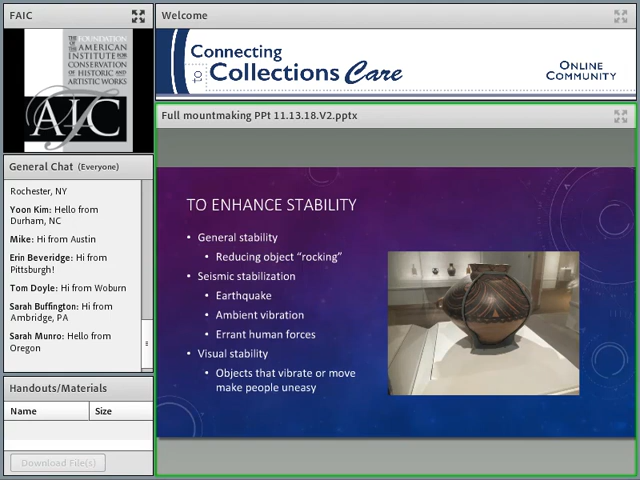 FAIC
THE FOUNDATION
OF THE AMERICAN
INSTITUTE FOR
CONSERVATION
OF HISTORIC AND
ARTISTIC WORKS
AIC
General Chat (Everyone)
Rochester, NY
Yoon Kim: Hello from
Durham, NC
Mike: Hi from Austin
Erin Beveridge: Hi from
Pittsburgh!
Tom Doyle: Hi from Woburn
Sarah Buffington: Hi from
Ambridge, PA
Sarah Munro: Hello from
Oregon
Handouts/Materials
Name Size
Download File(s)
Welcome
Connecting
to Collections Care
ONLINE
COMMUNITY
Full mountmaking PPt 11.13.18.V2.pptx
TO ENHANCE STABILITY
• General stability
• Reducing object “rocking”
• Seismic stabilization
• Earthquake
• Ambient vibration
• Errant human forces
• Visual stability
• Objects that vibrate or move
make people uneasy